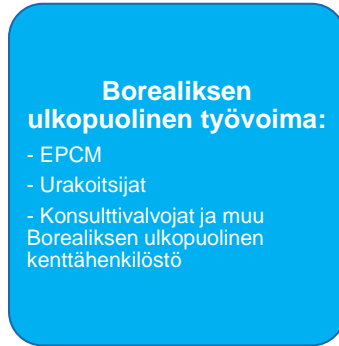 Borealiksen
ulkopuolinen työvoima:
- EPCM
- Urakoitsijat
- Konsulttivalvojat ja muu
Borealiksen ulkopuolinen
kenttähenkilöstö